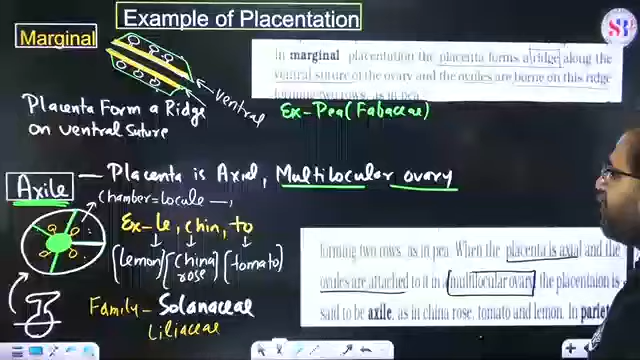 Example of Placentation
Marginal
Ventral
Placenta Form a Ridge
on ventral suture
In marginal placentation the placenta forms a ridge along the
ventral suture of the ovary and the ovules are borne on this ridge
forming two rows, as in pea.
Ex-Pea (Fabaceae)
Axile
— Placenta is Axial, Multilocular ovary
Chamber=locule —,
Ex-le, chin, to
(lemon) (china rose) (tomato)
Family- Solanaceae
Liliaceae
forming two rows, as in pea. When the placenta is axial and the
ovules are attached to it in a multilocular ovary, the placentaion is
said to be axile, as in china rose, tomato and lemon. In pariet